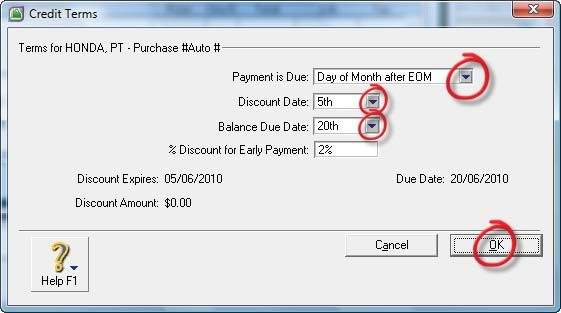 Credit Terms
Terms for HONDA, PT - Purchase #Auto #
Payment is Due: Day of Month after EOM
Discount Date: 5th
Balance Due Date: 20th
% Discount for Early Payment: 2%
Discount Expires: 05/06/2010 Due Date: 20/06/2010
Discount Amount: $0.00
Cancel OK
? Help F1